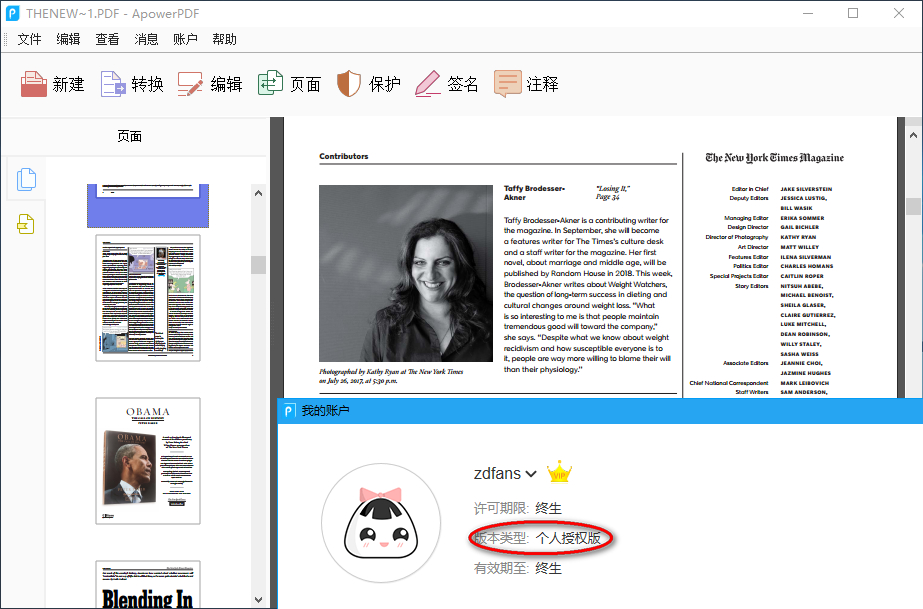 THENEW~1.PDF - ApowerPDF
文件 编辑 查看 消息 账户 帮助
新建 转换 编辑 页面 保护 签名 注释
页面
OBAMA
Blending In
Contributors
Taffy Brodesser-
Akner
“Losing It,”
Page 34
Taffy Brodesser-Akner is a contributing writer for
the magazine. In September, she will become
a features writer for The Times's culture desk
and a staff writer for the magazine. Her first
novel, about marriage and middle age, will be
published by Random House in 2018. This week,
Brodesser-Akner writes about Weight Watchers,
the question of long-term success in dieting and
cultural changes around weight loss. “What
is so interesting to me is that people maintain
tremendous good will toward the company,”
she says. “Despite what we know about weight
recidivism and how susceptible everyone is to
it, people are way more willing to blame their will
than their physiology.”
Photographed by Kathy Ryan at The New York Times
on July 26, 2017, at 5:30 p.m.
The New York Times Magazine
Editor in Chief JAKE SILVERSTEIN
Deputy Editors JESSICA LUSTIG,
BILL WASIK
Managing Editor ERIKA SOMMER
Design Director GAIL BICHLER
Director of Photography KATHY RYAN
Art Director MATT WILLEY
Features Editor ILENA SILVERMAN
Politics Editor CHARLES HOMANS
Special Projects Editor CAITLIN ROPER
Story Editors NITSUH ABEBE,
MICHAEL BENOIST,
SHEILA GLASER,
CLAIRE GUTIERREZ,
LUKE MITCHELL,
DEAN ROBINSON,
WILLY STALEY,
SASHA WEISS
Associate Editors JEANNIE CHOI,
JAZMINE HUGHES
Chief National Correspondent MARK LEIBOVICH
Staff Writers SAM ANDERSON,
我的账户
zdfans VIP
许可期限: 终生
版本类型: 个人授权版
有效期至: 终生